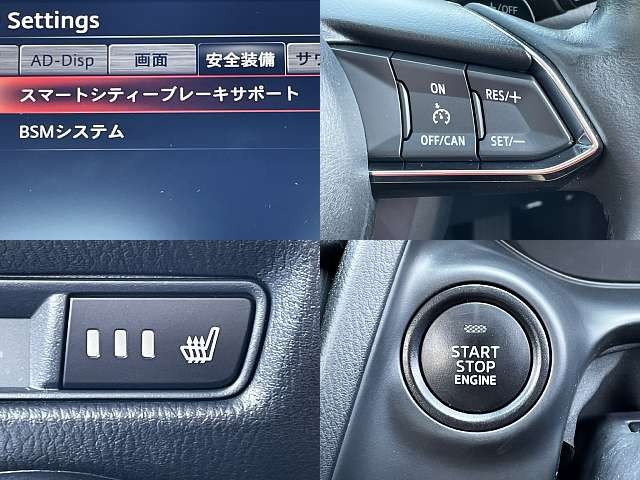 Settings
AD-Disp 画面 安全装備 サウ
スマートシティーブレーキサポート
BSMシステム
/OFF
ON
OFF/CAN
RES/+
SET/—
START
STOP
ENGINE